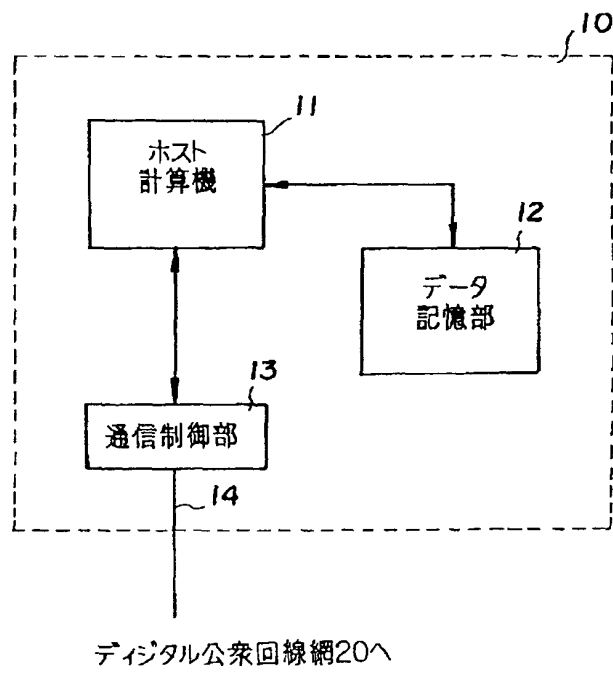 10
11
ホスト
計算機
12
データ
記憶部
13
通信制御部
14
ディジタル公衆回線網20へ